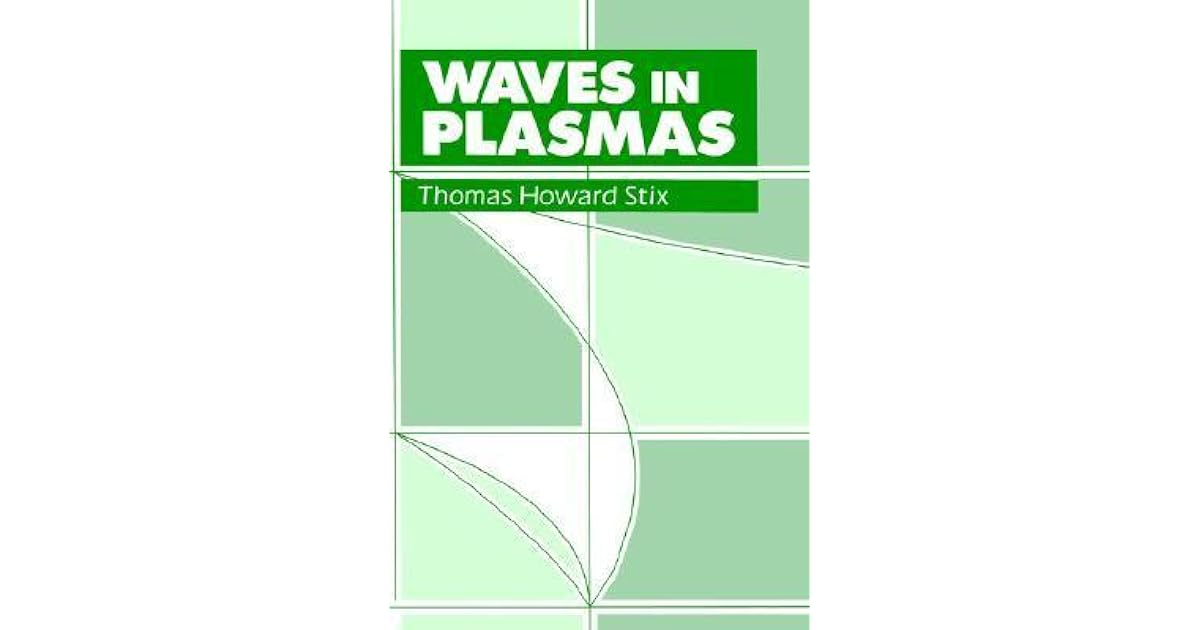 WAVES IN
PLASMAS
Thomas Howard Stix